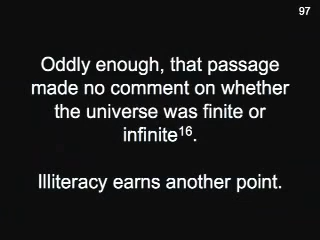 97
Oddly enough, that passage
made no comment on whether
the universe was finite or
infinite¹⁶.
Illiteracy earns another point.